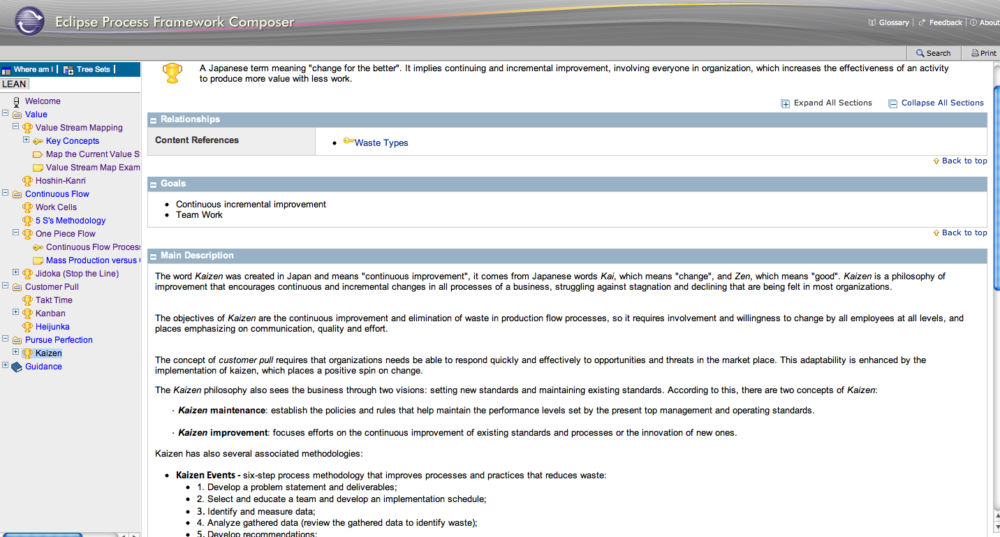 Eclipse Process Framework Composer
Glossary | Feedback | About
Search Print
Where am I | Tree Sets |
LEAN
Welcome
Value
Value Stream Mapping
Key Concepts
Map the Current Value S
Value Stream Map Exam
Hoshin-Kanri
Continuous Flow
Work Cells
5 S's Methodology
One Piece Flow
Continuous Flow Process
Mass Production versus
Jidoka (Stop the Line)
Customer Pull
Takt Time
Kanban
Heijunka
Pursue Perfection
Kaizen
Guidance
A Japanese term meaning "change for the better". It implies continuing and incremental improvement, involving everyone in organization, which increases the effectiveness of an activity
to produce more value with less work.
Expand All Sections Collapse All Sections
Relationships
Content References
• Waste Types
Back to top
Goals
• Continuous incremental improvement
• Team Work
Back to top
Main Description
The word Kaizen was created in Japan and means "continuous improvement", it comes from Japanese words Kai, which means "change", and Zen, which means "good". Kaizen is a philosophy of
improvement that encourages continuous and incremental changes in all processes of a business, struggling against stagnation and declining that are being felt in most organizations.
The objectives of Kaizen are the continuous improvement and elimination of waste in production flow processes, so it requires involvement and willingness to change by all employees at all levels, and
places emphasizing on communication, quality and effort.
The concept of customer pull requires that organizations needs be able to respond quickly and effectively to opportunities and threats in the market place. This adaptability is enhanced by the
implementation of kaizen, which places a positive spin on change.
The Kaizen philosophy also sees the business through two visions: setting new standards and maintaining existing standards. According to this, there are two concepts of Kaizen:
· Kaizen maintenance: establish the policies and rules that help maintain the performance levels set by the present top management and operating standards.
· Kaizen improvement: focuses efforts on the continuous improvement of existing standards and processes or the innovation of new ones.
Kaizen has also several associated methodologies:
• Kaizen Events - six-step process methodology that improves processes and practices that reduces waste:
• 1. Develop a problem statement and deliverables;
• 2. Select and educate a team and develop an implementation schedule;
• 3. Identify and measure data;
• 4. Analyze gathered data (review the gathered data to identify waste);
• 5. Develop recommendations;